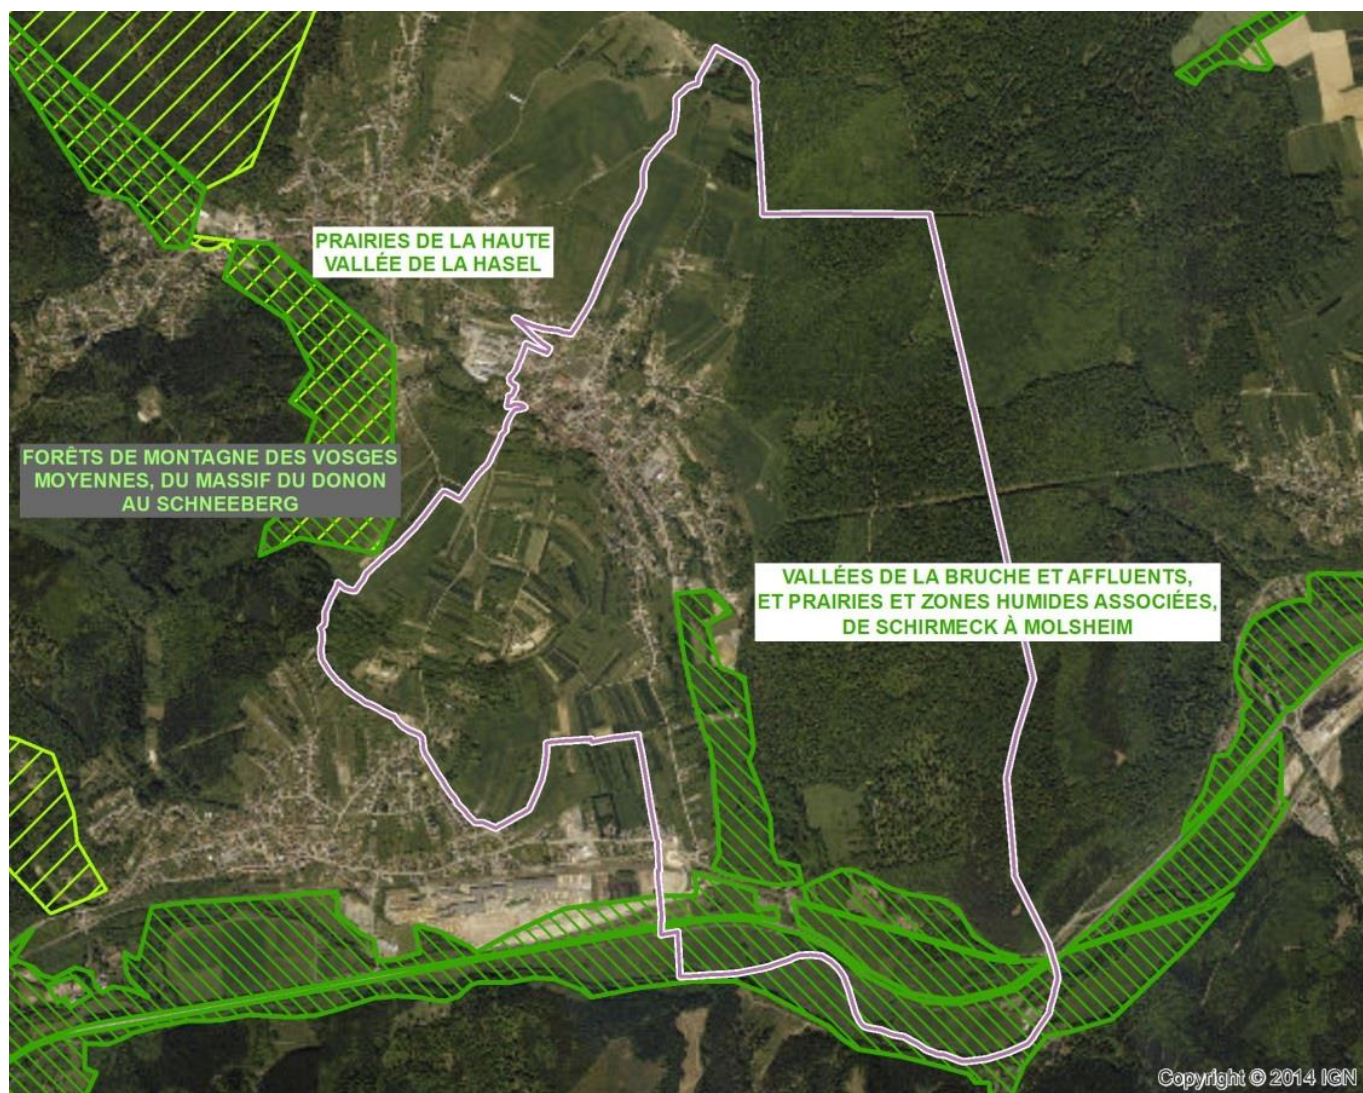 PRAIRIES DE LA HAUTE
VALLÉE DE LA HASEL
FORÊTS DE MONTAGNE DES VOSGES
MOYENNES, DU MASSIF DU DONON
AU SCHNEEBERG
VALLÉES DE LA BRUCHE ET AFFLUENTS,
ET PRAIRIES ET ZONES HUMIDES ASSOCIÉES,
DE SCHIRMECK À MOLSHEIM
Copyright © 2014 IGN